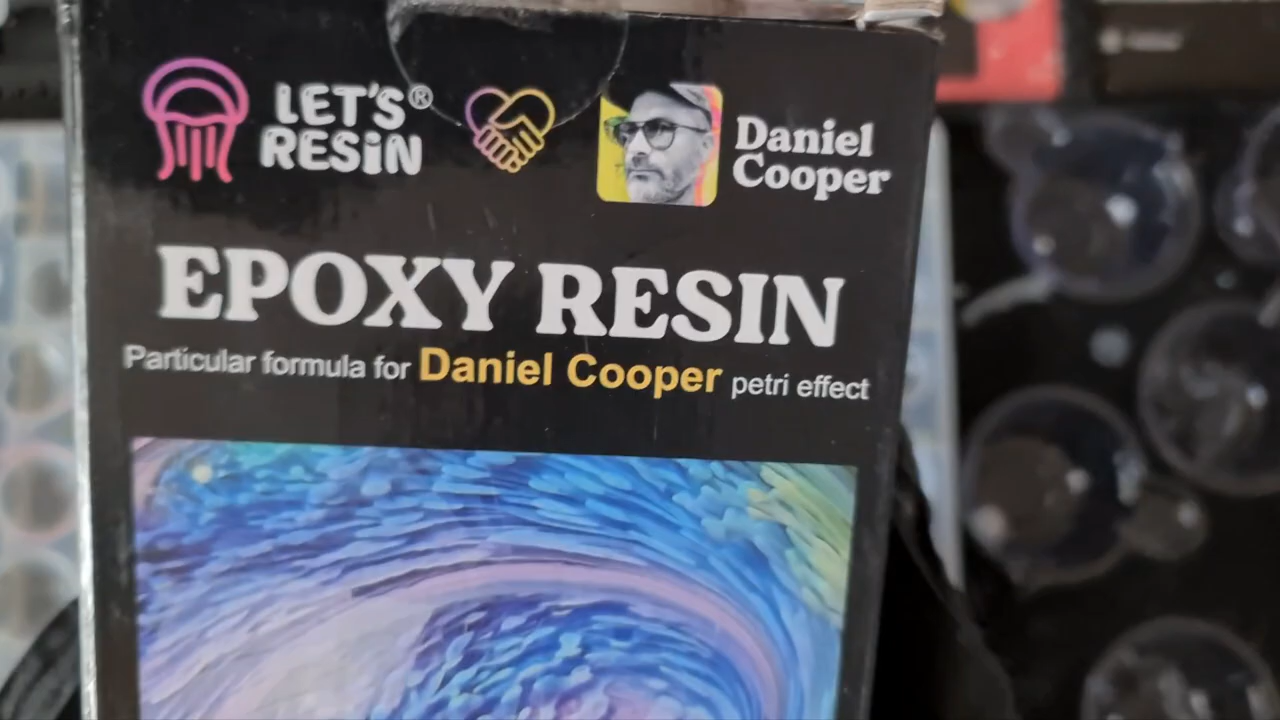 LET'S®
RESiN
Daniel
Cooper
EPOXY RESIN
Particular formula for Daniel Cooper petri effect